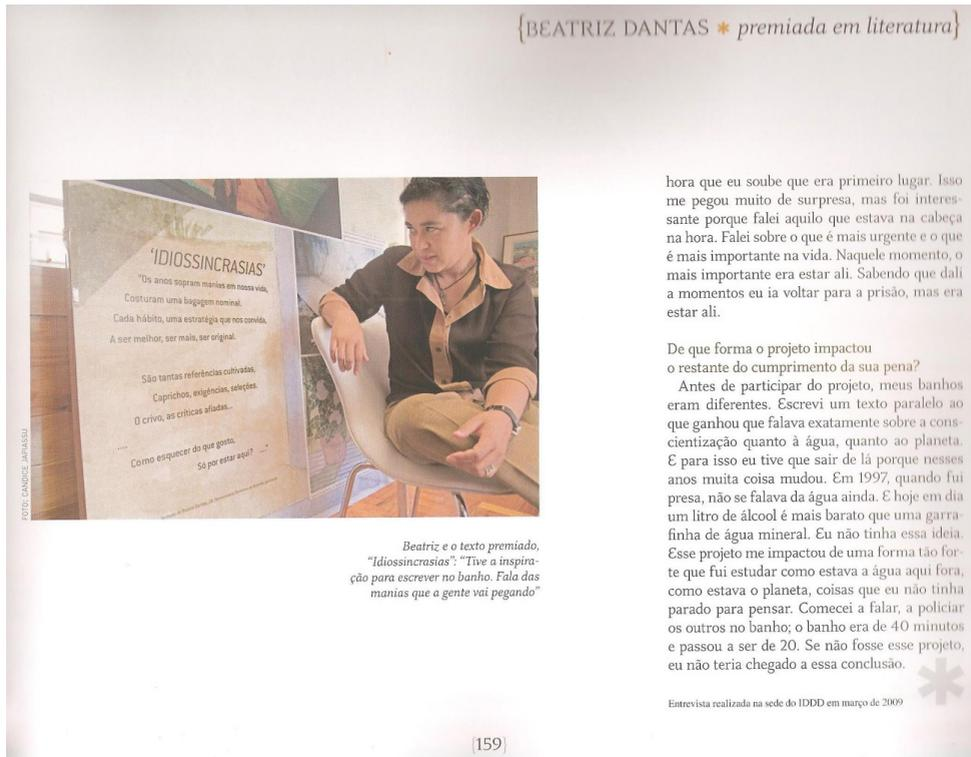 {BEATRIZ DANTAS * premiada em literatura}
'IDIOSSINCRASIAS'
"Os anos sopram manias em nossa vida,
Costuram uma bagagem nominal.
Cada hábito, uma estratégia que nos convida,
A ser melhor, ser mais, ser original.
São tantas referências cultivadas,
Caprichos, exigências, seleções.
O crivo, as críticas afiadas...
....
Como esquecer do que gosto,
Só por estar aqui? ...."
FOTO: CANDICE JAPIASSU
Beatriz e o texto premiado,
"Idiossincrasias": "Tive a inspira-
ção para escrever no banho. Fala das
manias que a gente vai pegando"
hora que eu soube que era primeiro lugar. Isso
me pegou muito de surpresa, mas foi interes-
sante porque falei aquilo que estava na cabeça
na hora. Falei sobre o que é mais urgente e o que
é mais importante na vida. Naquele momento, o
mais importante era estar ali. Sabendo que dali
a momentos eu ia voltar para a prisão, mas era
estar ali.
De que forma o projeto impactou
o restante do cumprimento da sua pena?
Antes de participar do projeto, meus banhos
eram diferentes. Escrevi um texto paralelo ao
que ganhou que falava exatamente sobre a cons-
cientização quanto à água, quanto ao planeta.
E para isso eu tive que sair de lá porque nesses
anos muita coisa mudou. Em 1997, quando fui
presa, não se falava da água ainda. E hoje em dia
um litro de álcool é mais barato que uma garra-
finha de água mineral. Eu não tinha essa ideia.
Esse projeto me impactou de uma forma tão for-
te que fui estudar como estava a água aqui fora,
como estava o planeta, coisas que eu não tinha
parado para pensar. Comecei a falar, a policiar
os outros no banho; o banho era de 40 minutos
e passou a ser de 20. Se não fosse esse projeto,
eu não teria chegado a essa conclusão.
Entrevista realizada na sede do IDDD em março de 2009
{159}